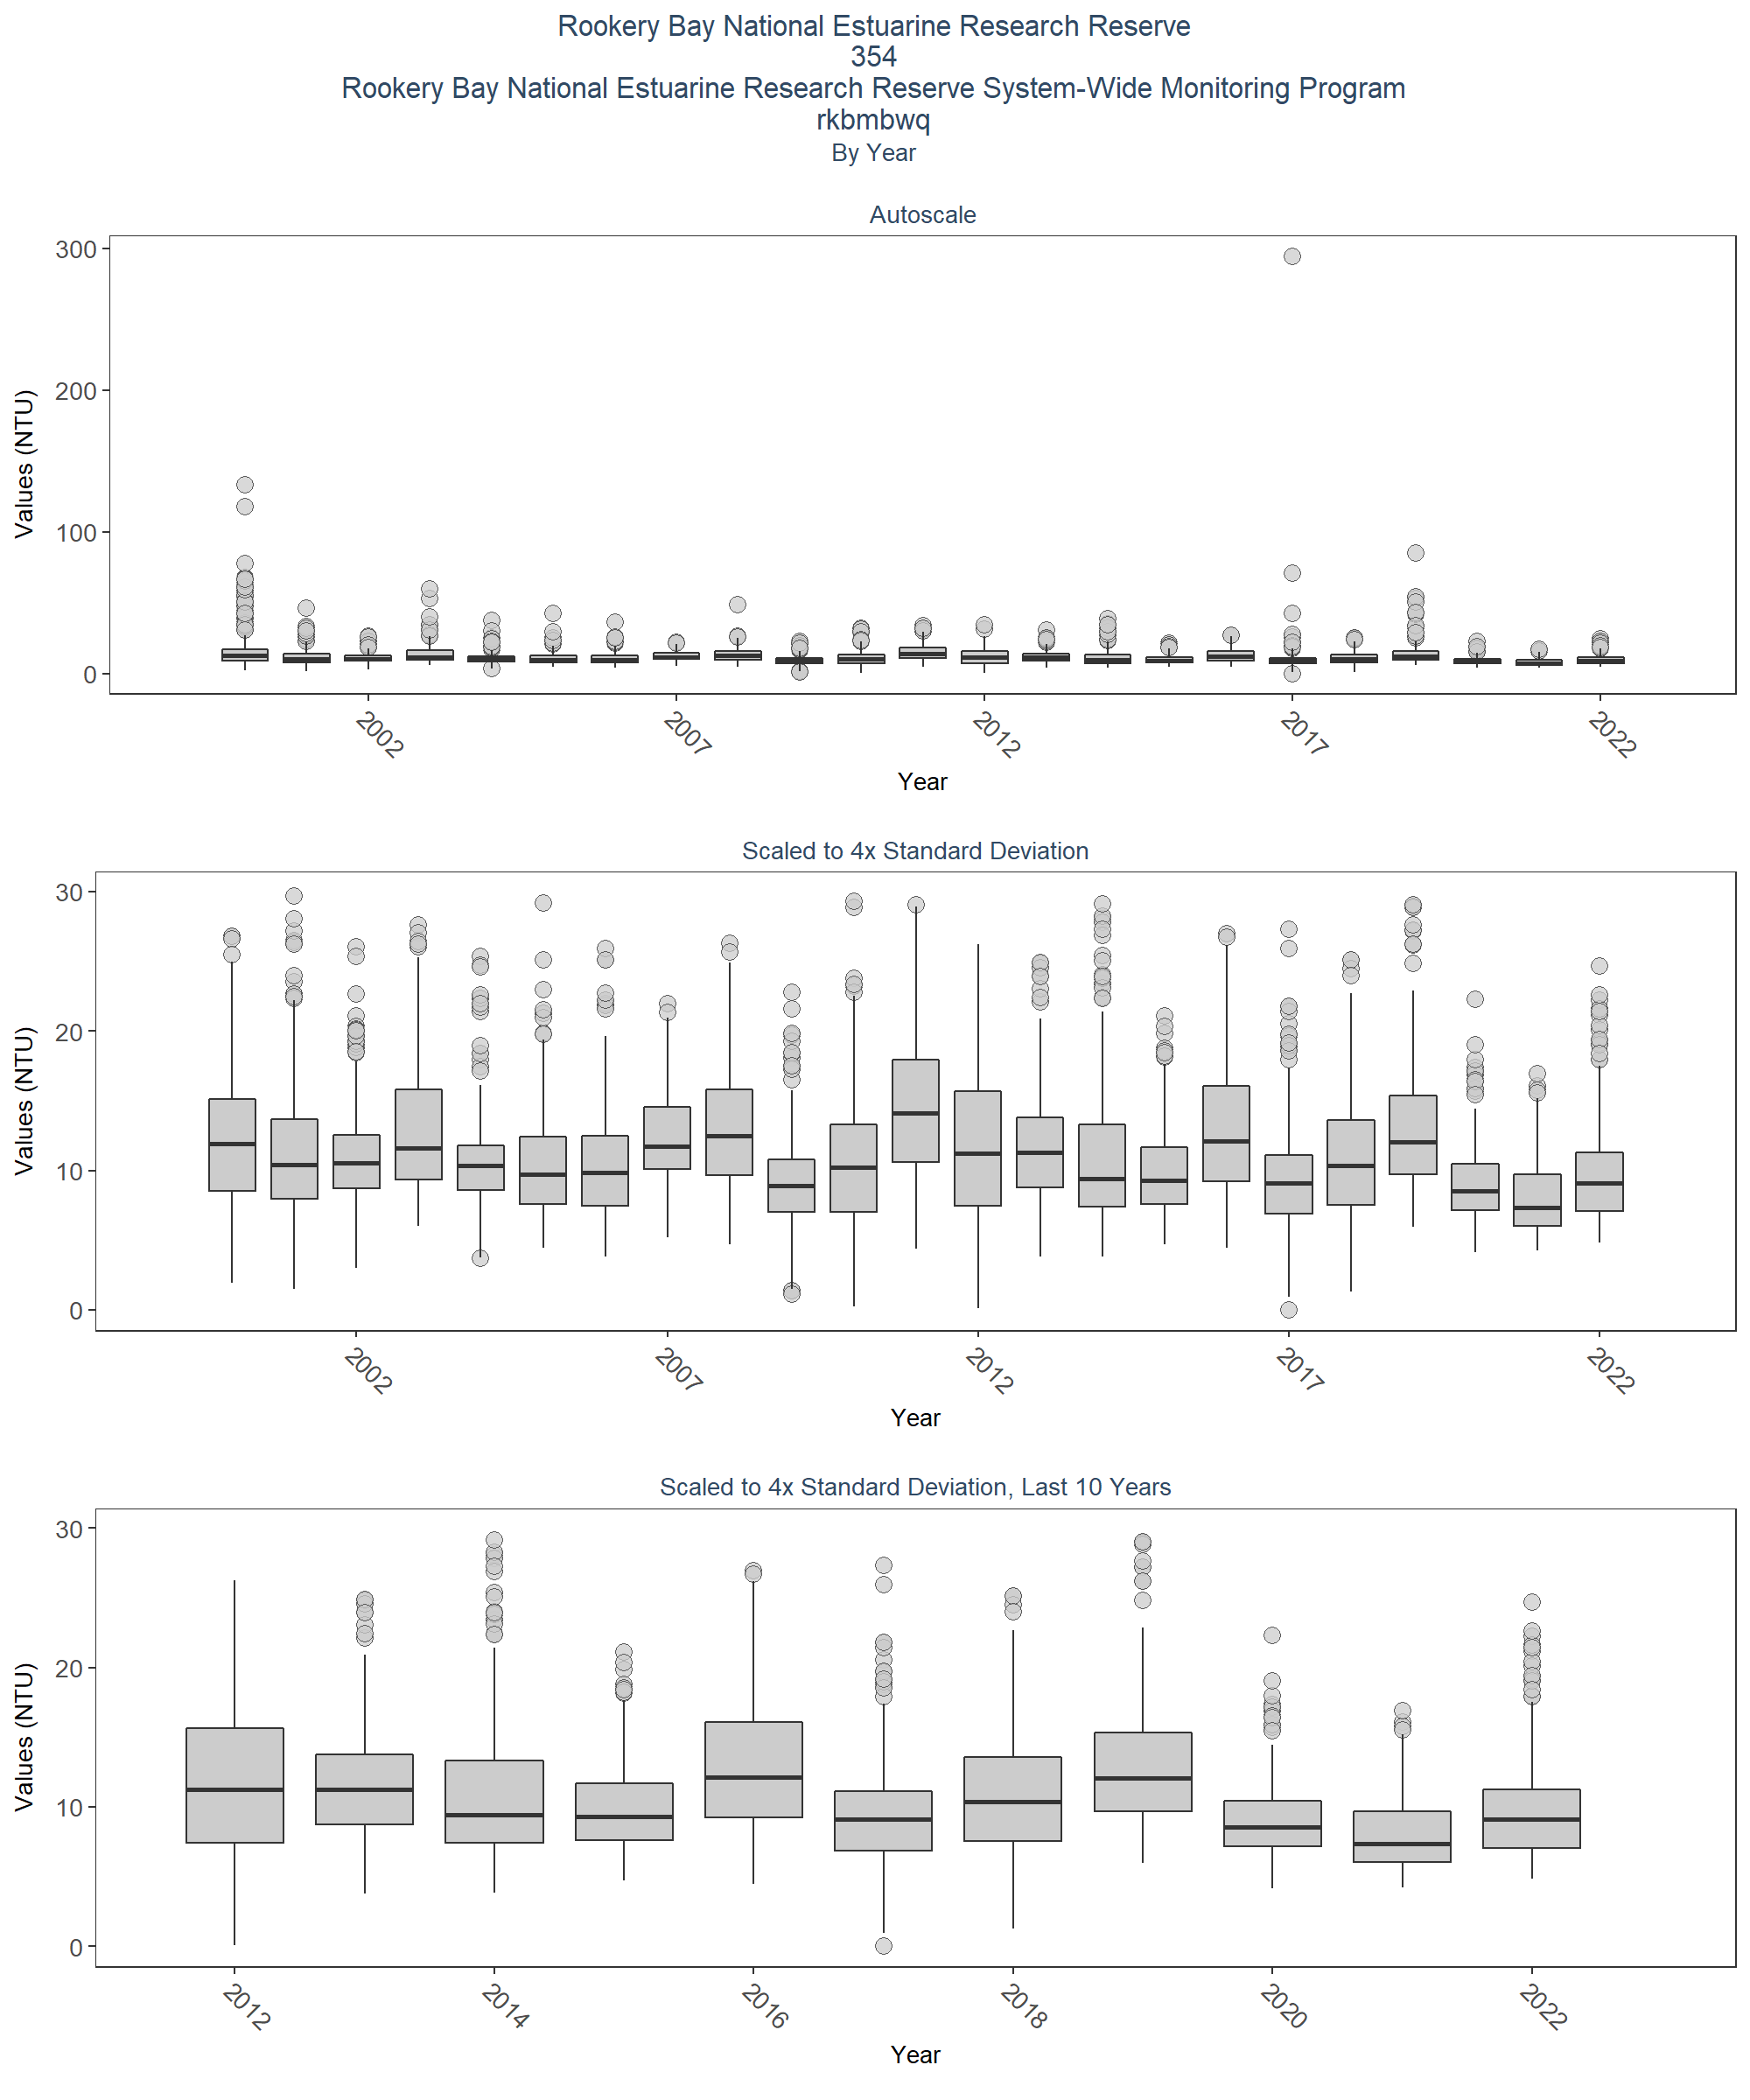 Rookery Bay National Estuarine Research Reserve
354
Rookery Bay National Estuarine Research Reserve System-Wide Monitoring Program
rkbmbwq
By Year
Autoscale
Values (NTU)
300
200
100
0
2002
2007
2012
2017
2022
Year
Scaled to 4x Standard Deviation
Values (NTU)
30
20
10
0
2002
2007
2012
2017
2022
Year
Scaled to 4x Standard Deviation, Last 10 Years
Values (NTU)
30
20
10
0
2012
2014
2016
2018
2020
2022
Year